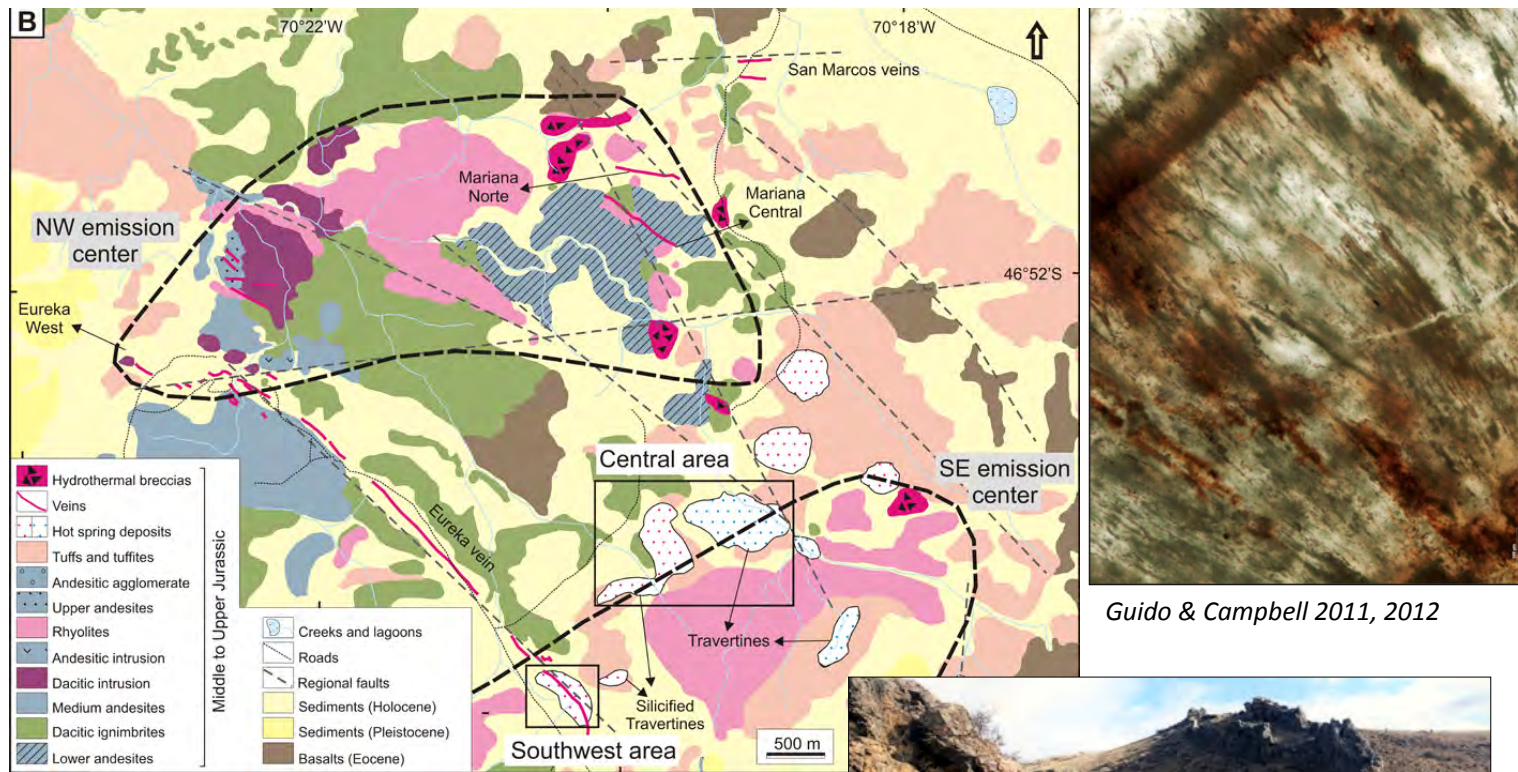 B
70°22'W
70°18'W
San Marcos veins
Mariana
Norte
Mariana
Central
NW emission
center
46°52'S
Eureka
West
Central area
SE emission
center
Eureka vein
Travertines
Silicified
Travertines
Southwest area
500 m
Hydrothermal breccias
Veins
Hot spring deposits
Tuffs and tuffites
Andesitic agglomerate
Upper andesites
Rhyolites
Andesitic intrusion
Dacitic intrusion
Medium andesites
Dacitic ignimbrites
Lower andesites
Middle to Upper Jurassic
Creeks and lagoons
Roads
Regional faults
Sediments (Holocene)
Sediments (Pleistocene)
Basalts (Eocene)
Guido & Campbell 2011, 2012